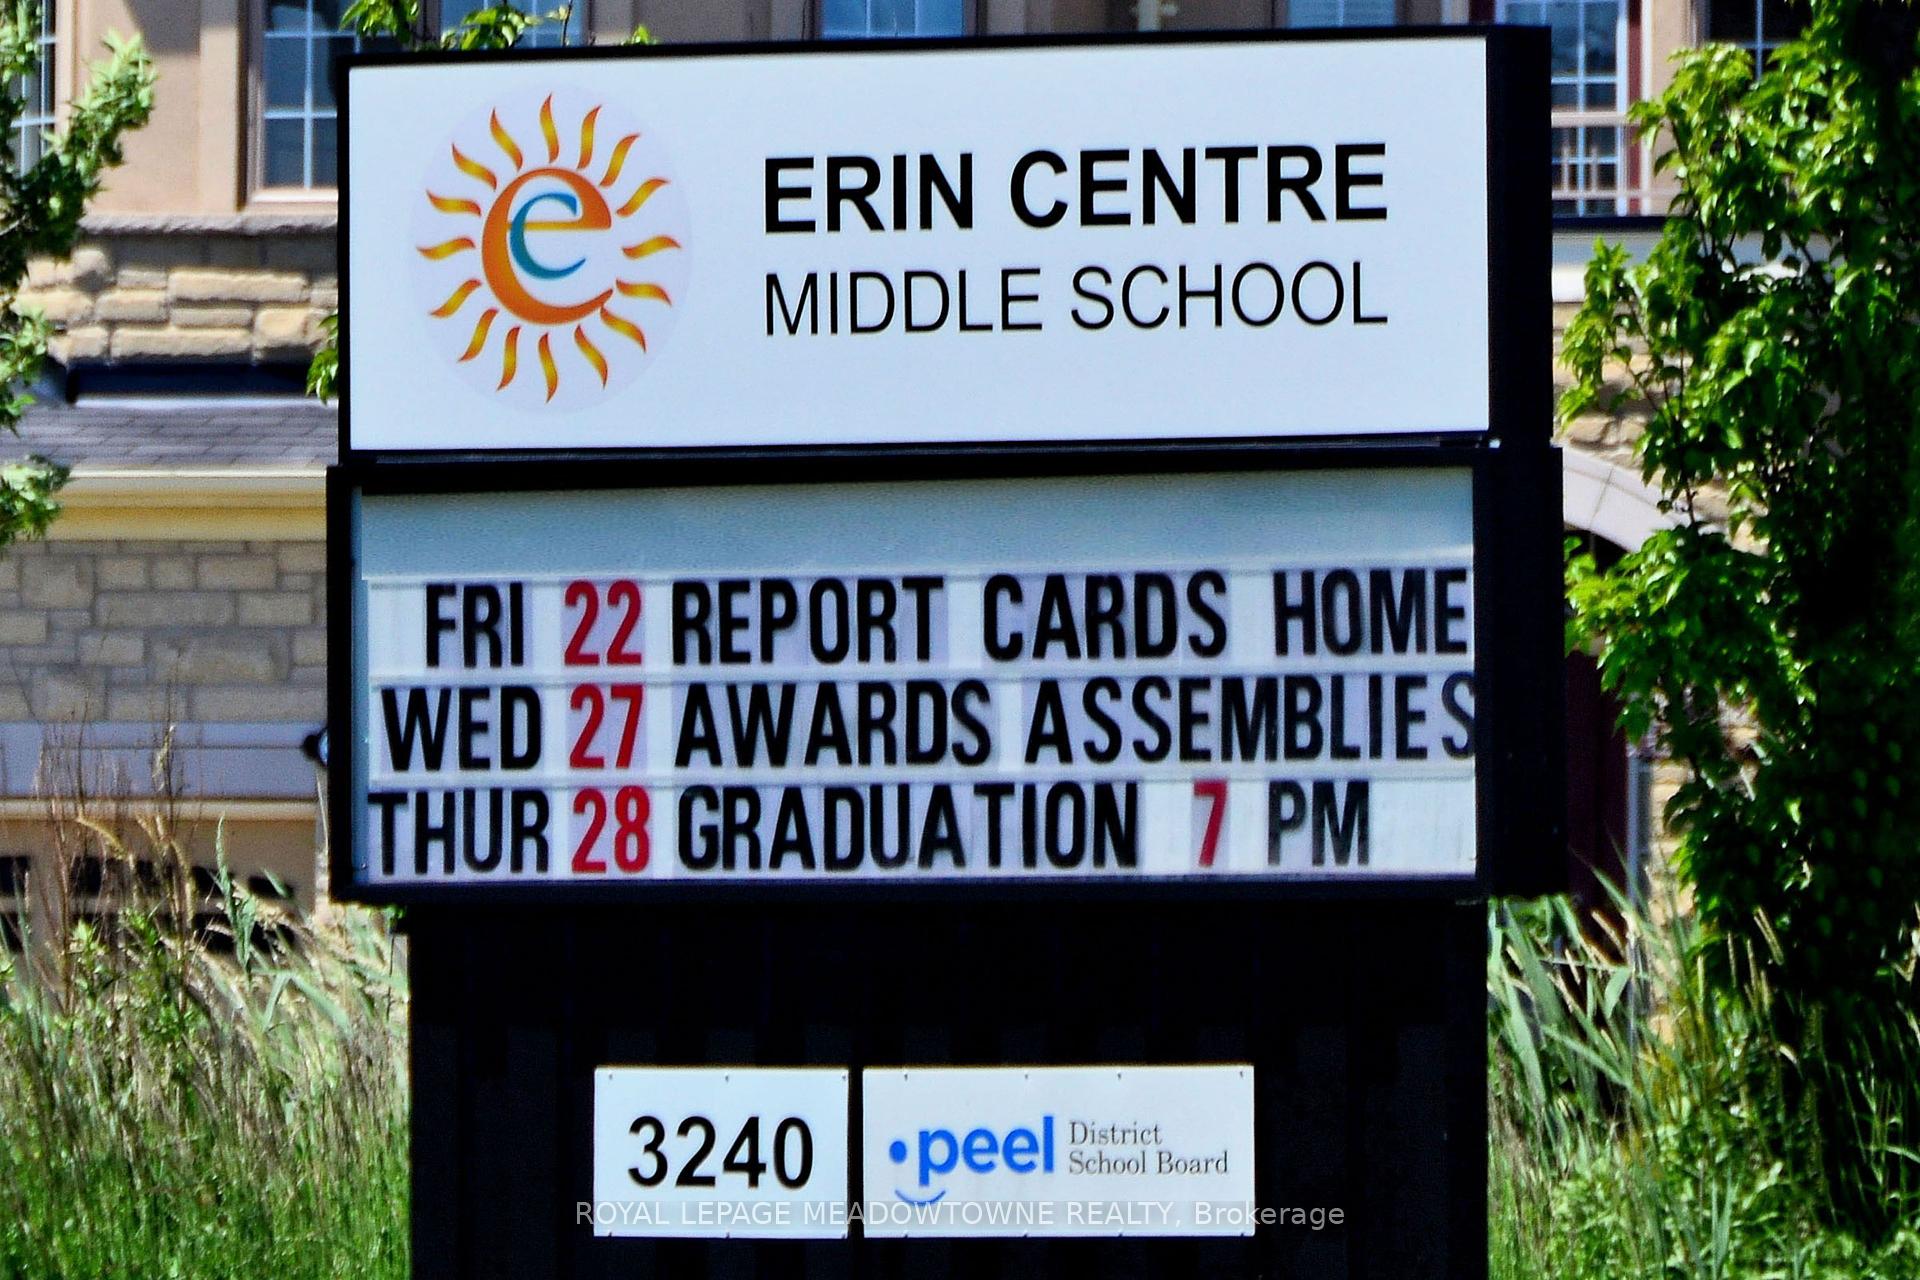 ERIN CENTRE
MIDDLE SCHOOL
FRI 22 REPORT CARDS HOME
WED 27 AWARDS ASSEMBLIES
THUR 28 GRADUATION 7 PM
3240
peel District School Board
ROYAL LEPAGE MEADOWTOWNE REALTY, Brokerage